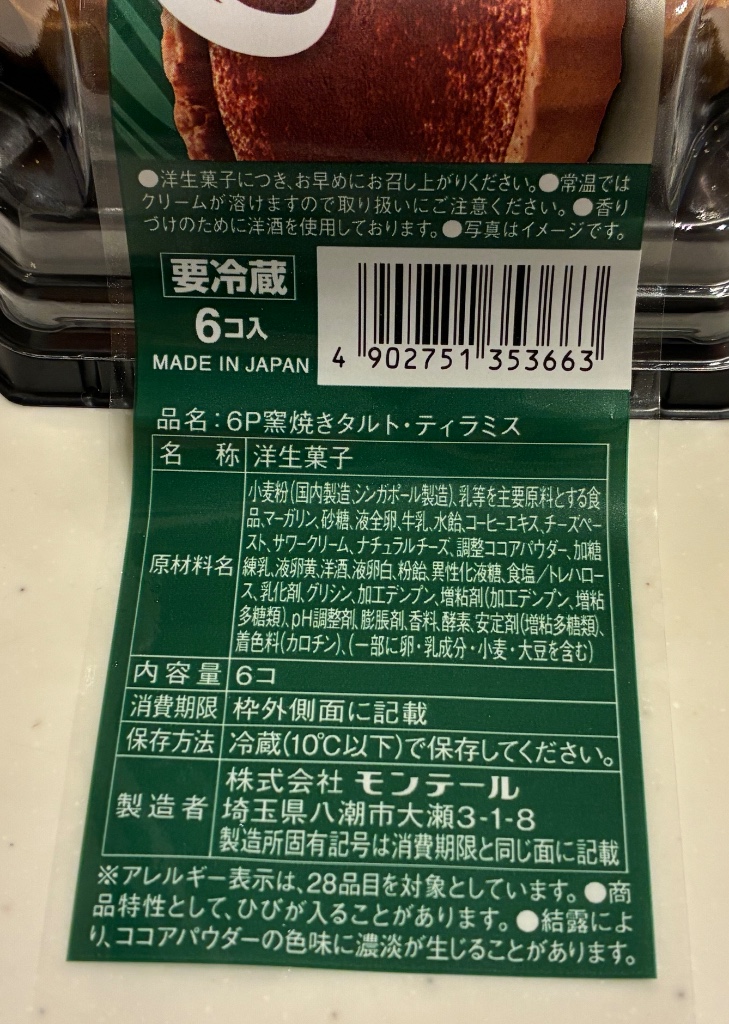 ●洋生菓子につき、お早めにお召し上がりください。●常温では
クリームが溶けますので取り扱いにご注意ください。●香り
づけのために洋酒を使用しております。●写真はイメージです。
要冷蔵
6コ入
MADE IN JAPAN
4 902751 353663
品名：6P窯焼きタルト・ティラミス
名　称 洋生菓子
原材料名
小麦粉（国内製造、シンガポール製造）、乳等を主要原料とする食
品、マーガリン、砂糖、液全卵、牛乳、水飴、コーヒーエキス、チーズペー
スト、サワークリーム、ナチュラルチーズ、調整ココアパウダー、加糖
練乳、液卵黄、洋酒、液卵白、粉飴、異性化液糖、食塩／トレハロー
ス、乳化剤、グリシン、加工デンプン、増粘剤（加工デンプン、増粘
多糖類）、pH調整剤、膨脹剤、香料、酵素、安定剤（増粘多糖類）、
着色料（カロチン）、（一部に卵・乳成分・小麦・大豆を含む）
内容量 6コ
消費期限 枠外側面に記載
保存方法 冷蔵（10℃以下）で保存してください。
製造者
株式会社 モンテール
埼玉県八潮市大瀬3-1-8
製造所固有記号は消費期限と同じ面に記載
※アレルギー表示は、28品目を対象としています。●商
品特性として、ひびが入ることがあります。●結露によ
り、ココアパウダーの色味に濃淡が生じることがあります。